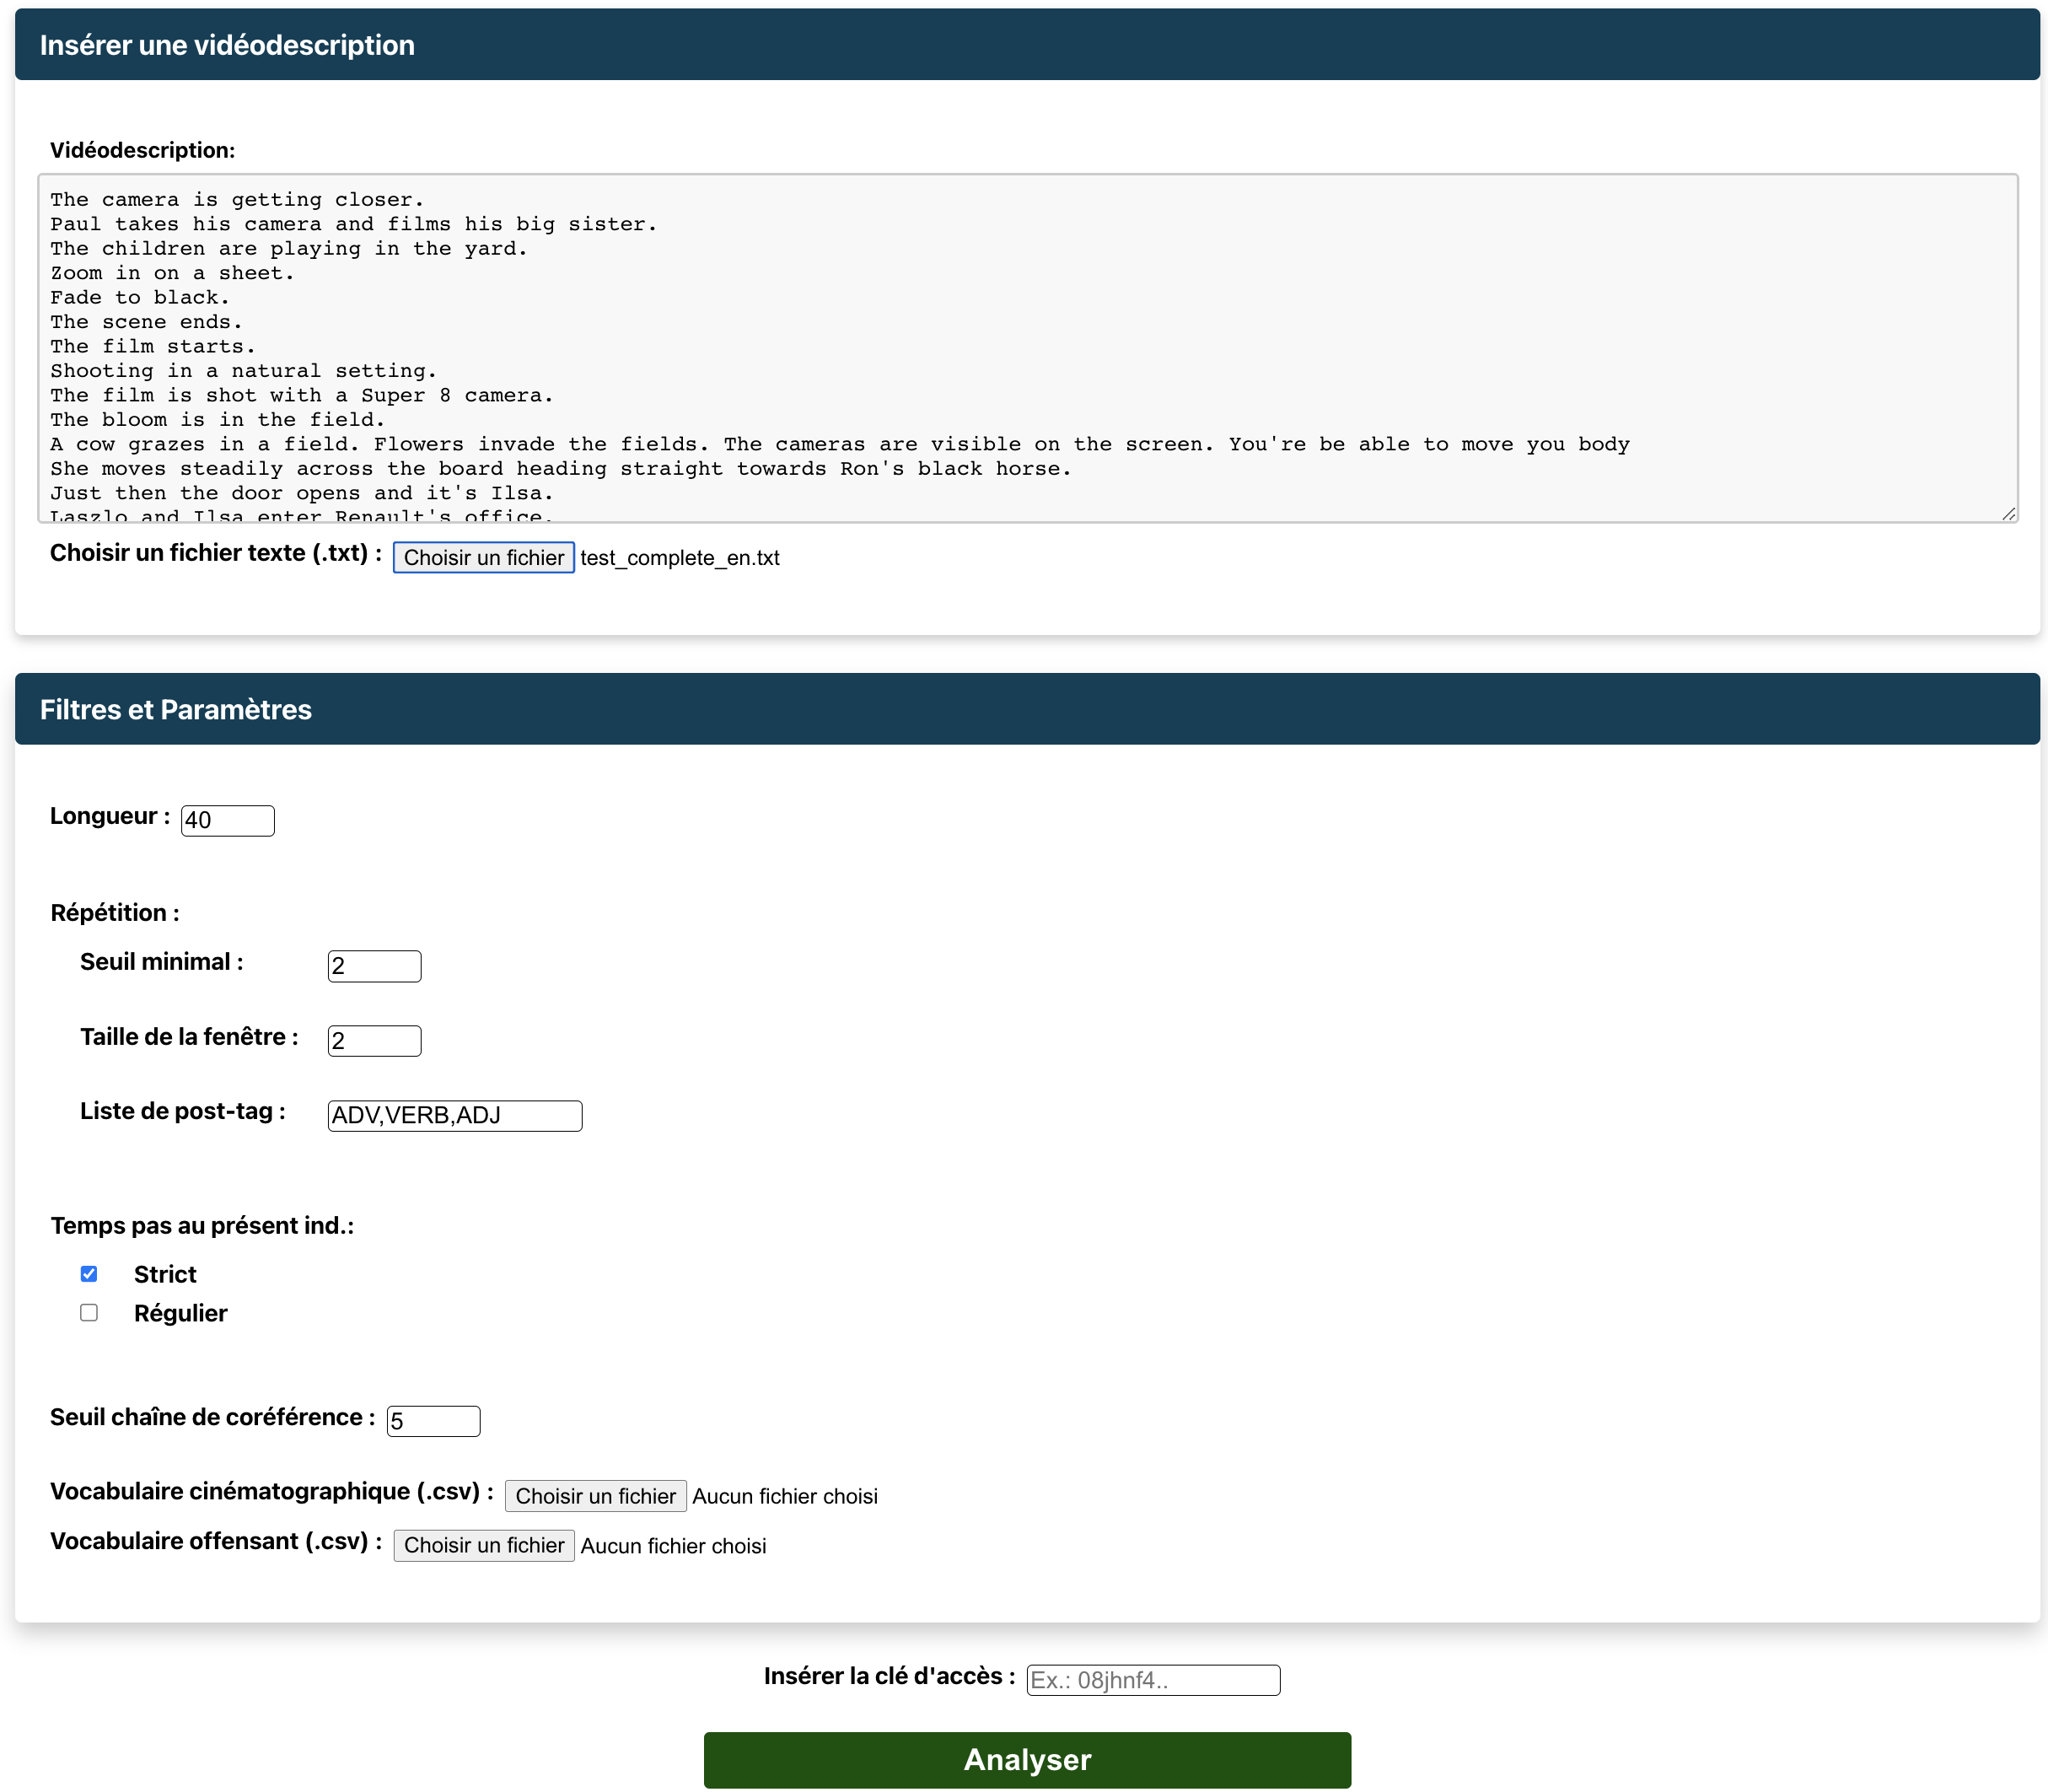 Insérer une vidéodescription
Vidéodescription:
The camera is getting closer.
Paul takes his camera and films his big sister.
The children are playing in the yard.
Zoom in on a sheet.
Fade to black.
The scene ends.
The film starts.
Shooting in a natural setting.
The film is shot with a Super 8 camera.
The bloom is in the field.
A cow grazes in a field. Flowers invade the fields. The cameras are visible on the screen. You're be able to move you body
She moves steadily across the board heading straight towards Ron's black horse.
Just then the door opens and it's Ilsa.
Laszlo and Ilsa enter Renault's office.
Choisir un fichier texte (.txt) : Choisir un fichier test_complete_en.txt
Filtres et Paramètres
Longueur : 40
Répétition :
Seuil minimal : 2
Taille de la fenêtre : 2
Liste de post-tag : ADV,VERB,ADJ
Temps pas au présent ind.:
Strict
Régulier
Seuil chaîne de coréférence : 5
Vocabulaire cinématographique (.csv) : Choisir un fichier Aucun fichier choisi
Vocabulaire offensant (.csv) : Choisir un fichier Aucun fichier choisi
Insérer la clé d'accès : Ex.: 08jhnf4..
Analyser